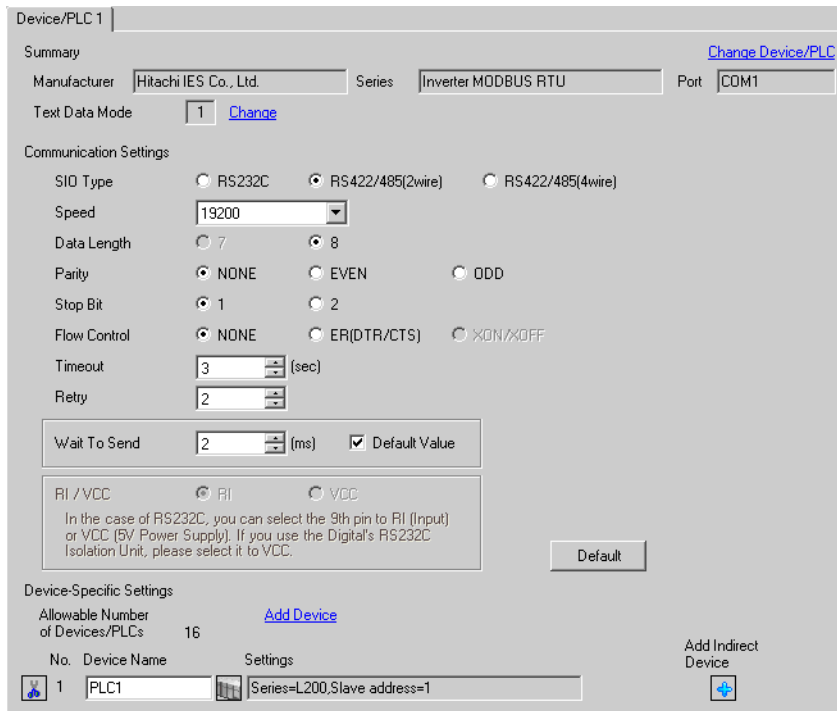 Device/PLC 1
Summary
Change Device/PLC
Manufacturer Hitachi IES Co., Ltd. Series Inverter MODBUS RTU Port COM1
Text Data Mode 1 Change
Communication Settings
SIO Type RS232C RS422/485(2wire) RS422/485(4wire)
Speed 19200
Data Length 7 8
Parity NONE EVEN ODD
Stop Bit 1 2
Flow Control NONE ER(DTR/CTS) XON/XOFF
Timeout 3 (sec)
Retry 2
Wait To Send 2 (ms) Default Value
RI / VCC RI VCC
In the case of RS232C, you can select the 9th pin to RI (Input)
or VCC (5V Power Supply). If you use the Digital's RS232C
Isolation Unit, please select it to VCC.
Default
Device-Specific Settings
Allowable Number
of Devices/PLCs 16
Add Device
Add Indirect
Device
No. Device Name Settings
1 PLC1 Series=L200,Slave address=1